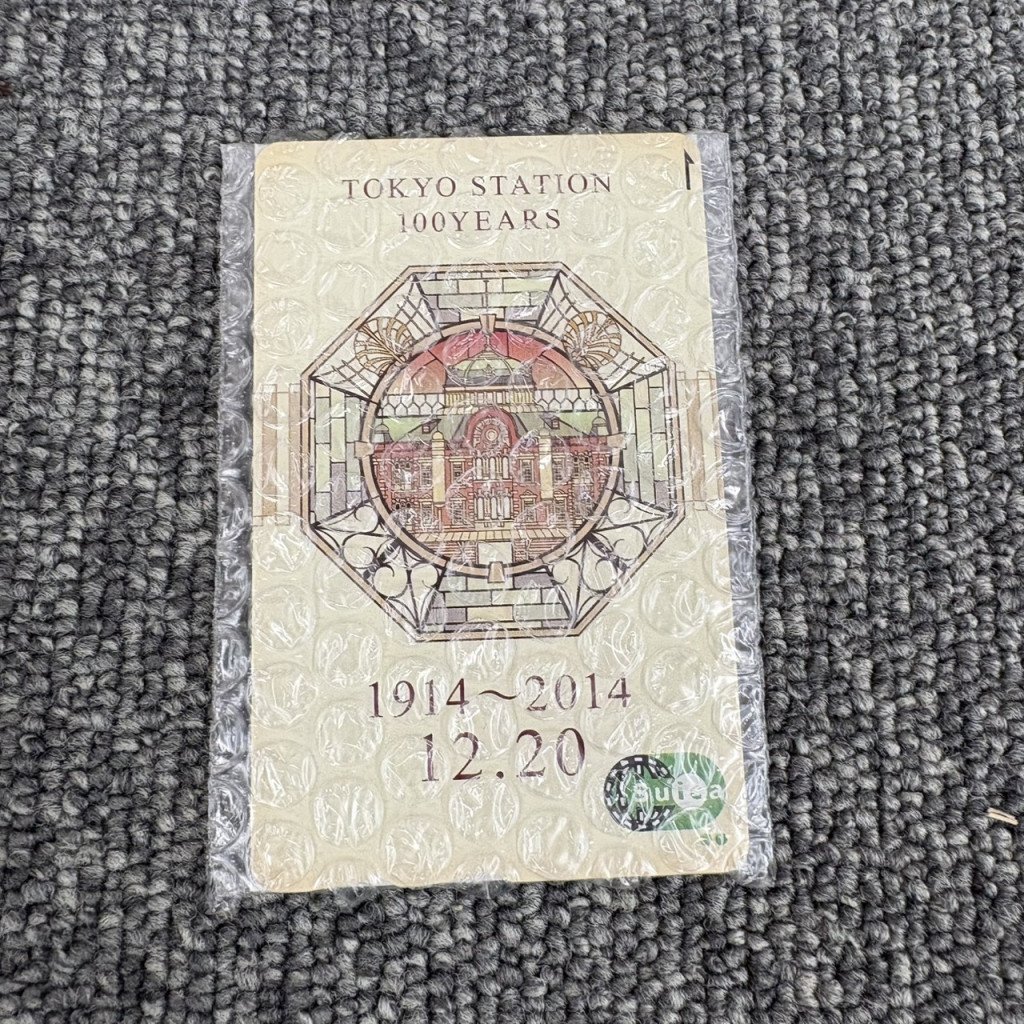 TOKYO STATION
100YEARS
1914～2014
12.20
Suica